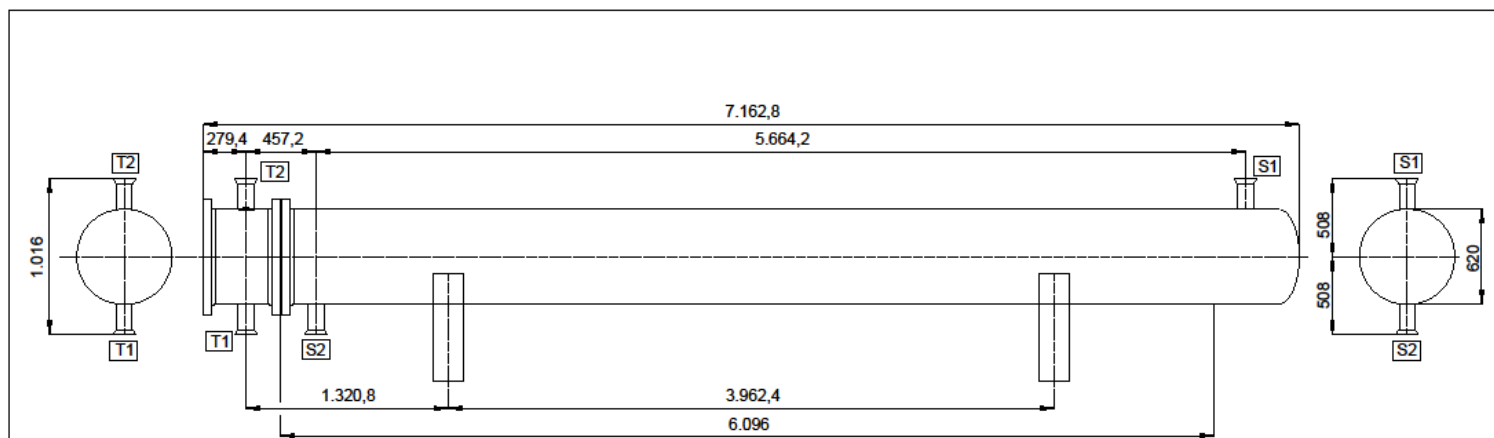 7.162,8
279,4 457,2 5.664,2
T2 T2 S1 S1
1.016 508 620
508
T1 T1 S2 S2
1.320,8 3.962,4
6.096